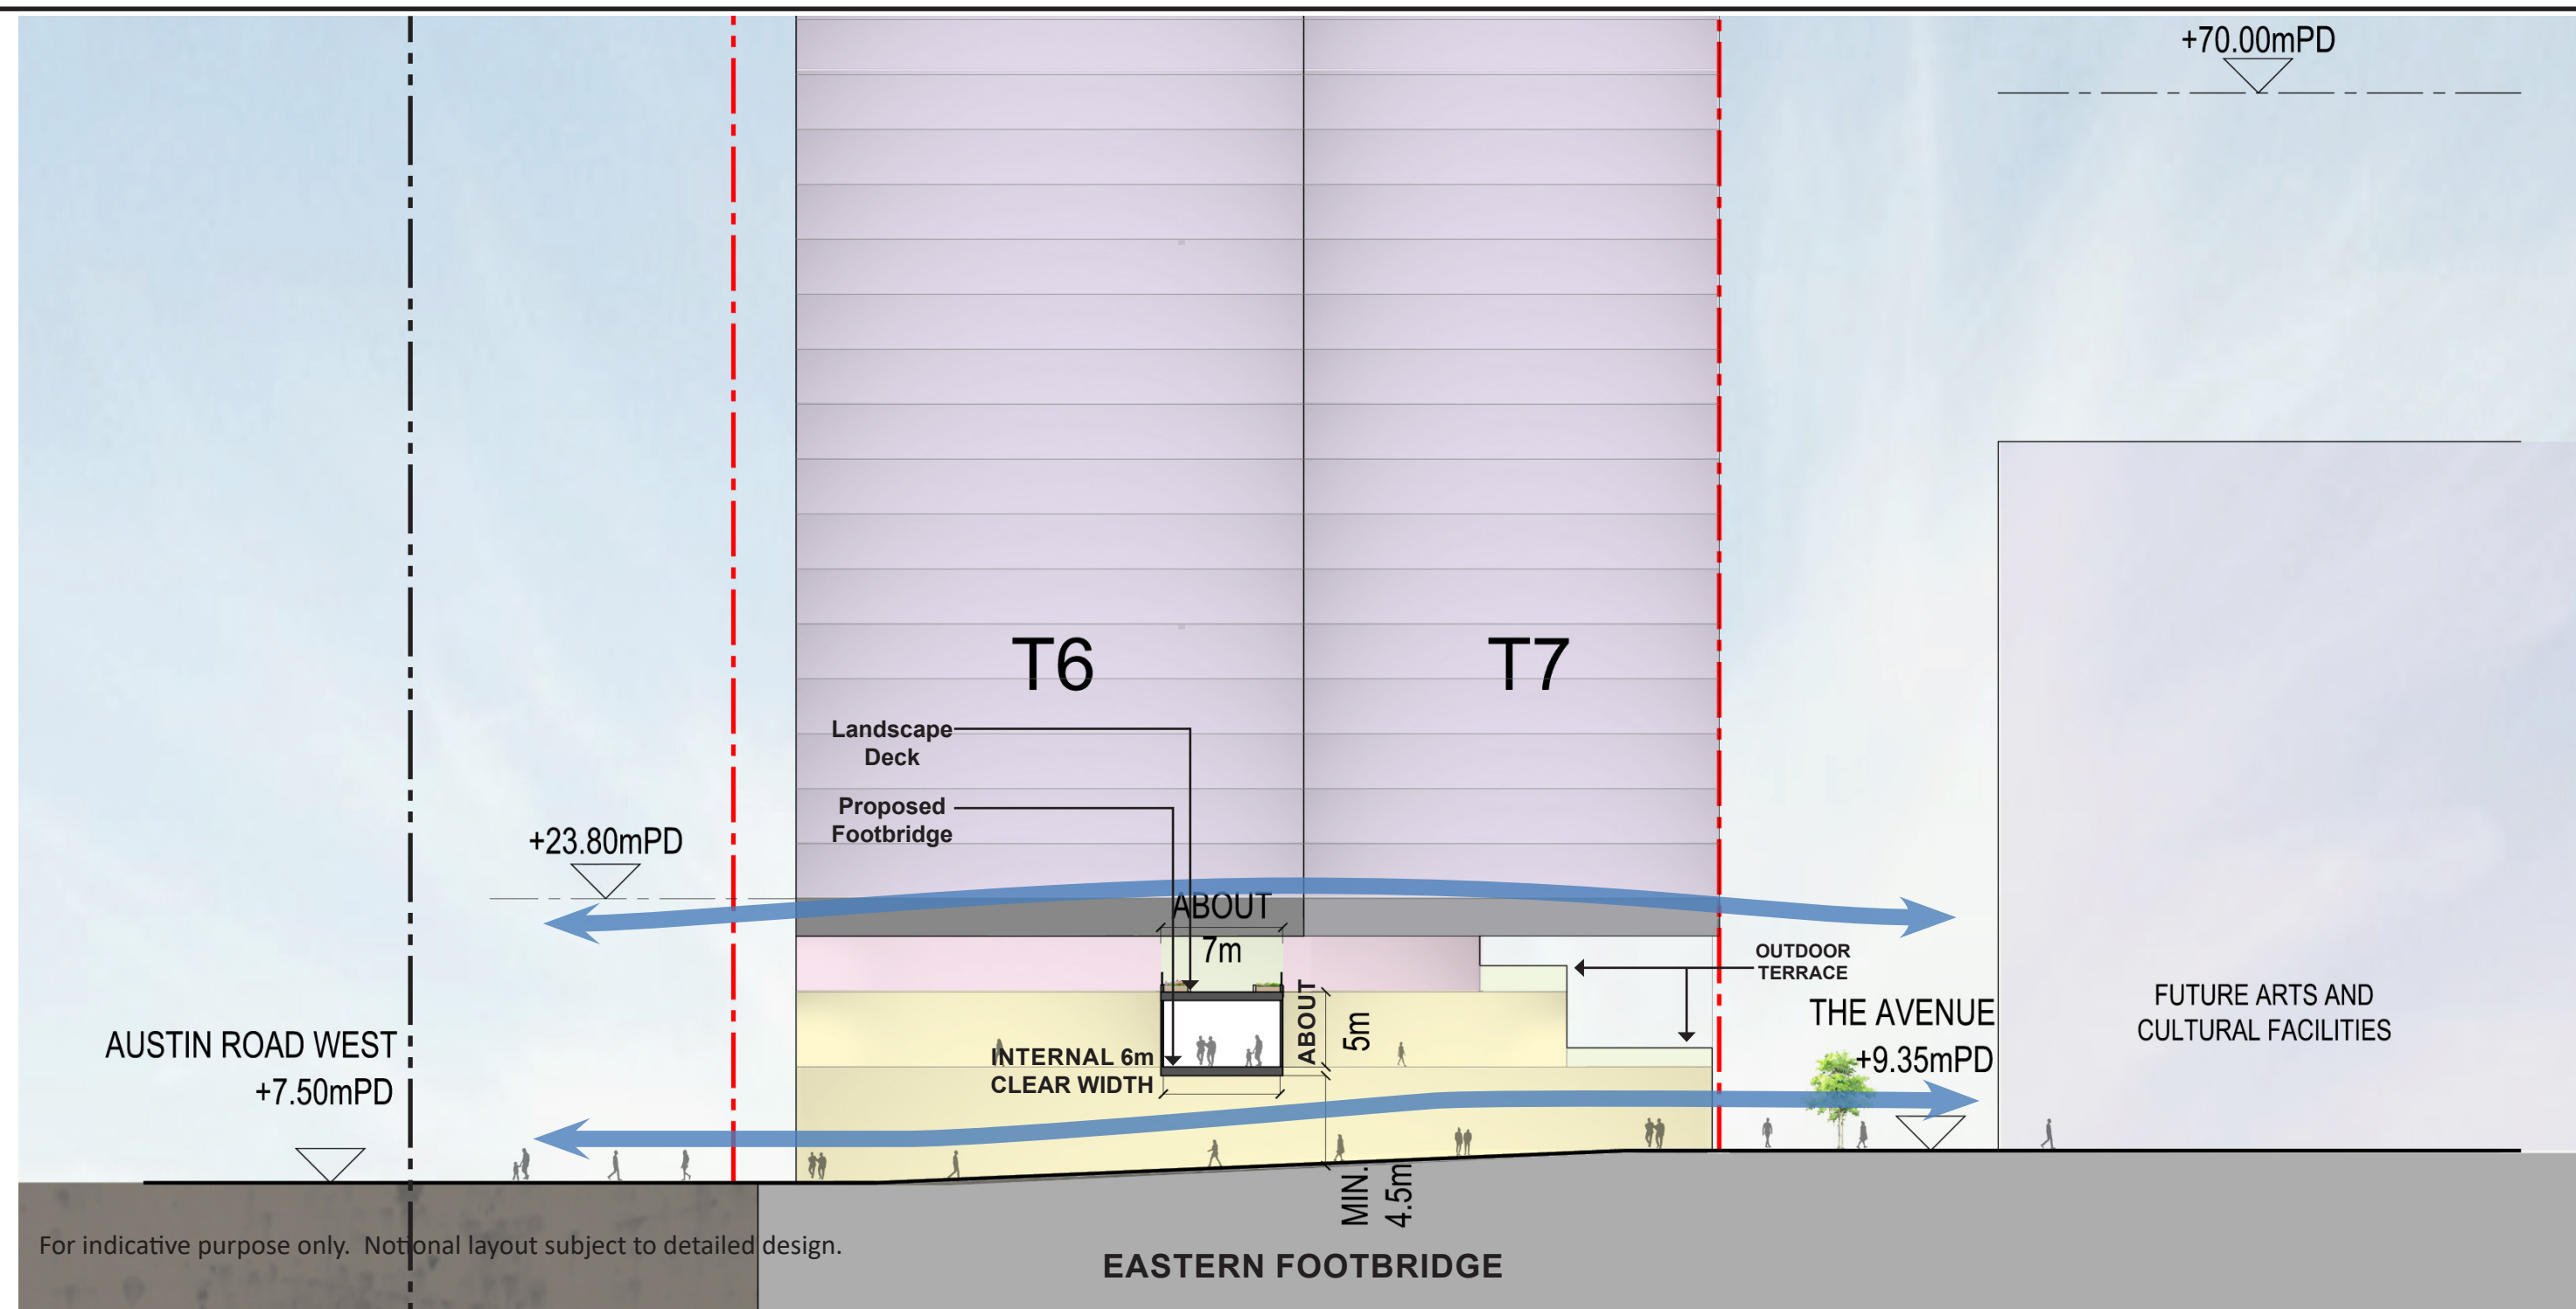 +70.00mPD
T6
T7
Landscape
Deck
Proposed
Footbridge
+23.80mPD
ABOUT
7m
OUTDOOR
TERRACE
ABOUT
5m
INTERNAL 6m
CLEAR WIDTH
AUSTIN ROAD WEST
+7.50mPD
THE AVENUE
+9.35mPD
FUTURE ARTS AND
CULTURAL FACILITIES
MIN.
4.5m
For indicative purpose only.  Notional layout subject to detailed design.
EASTERN FOOTBRIDGE